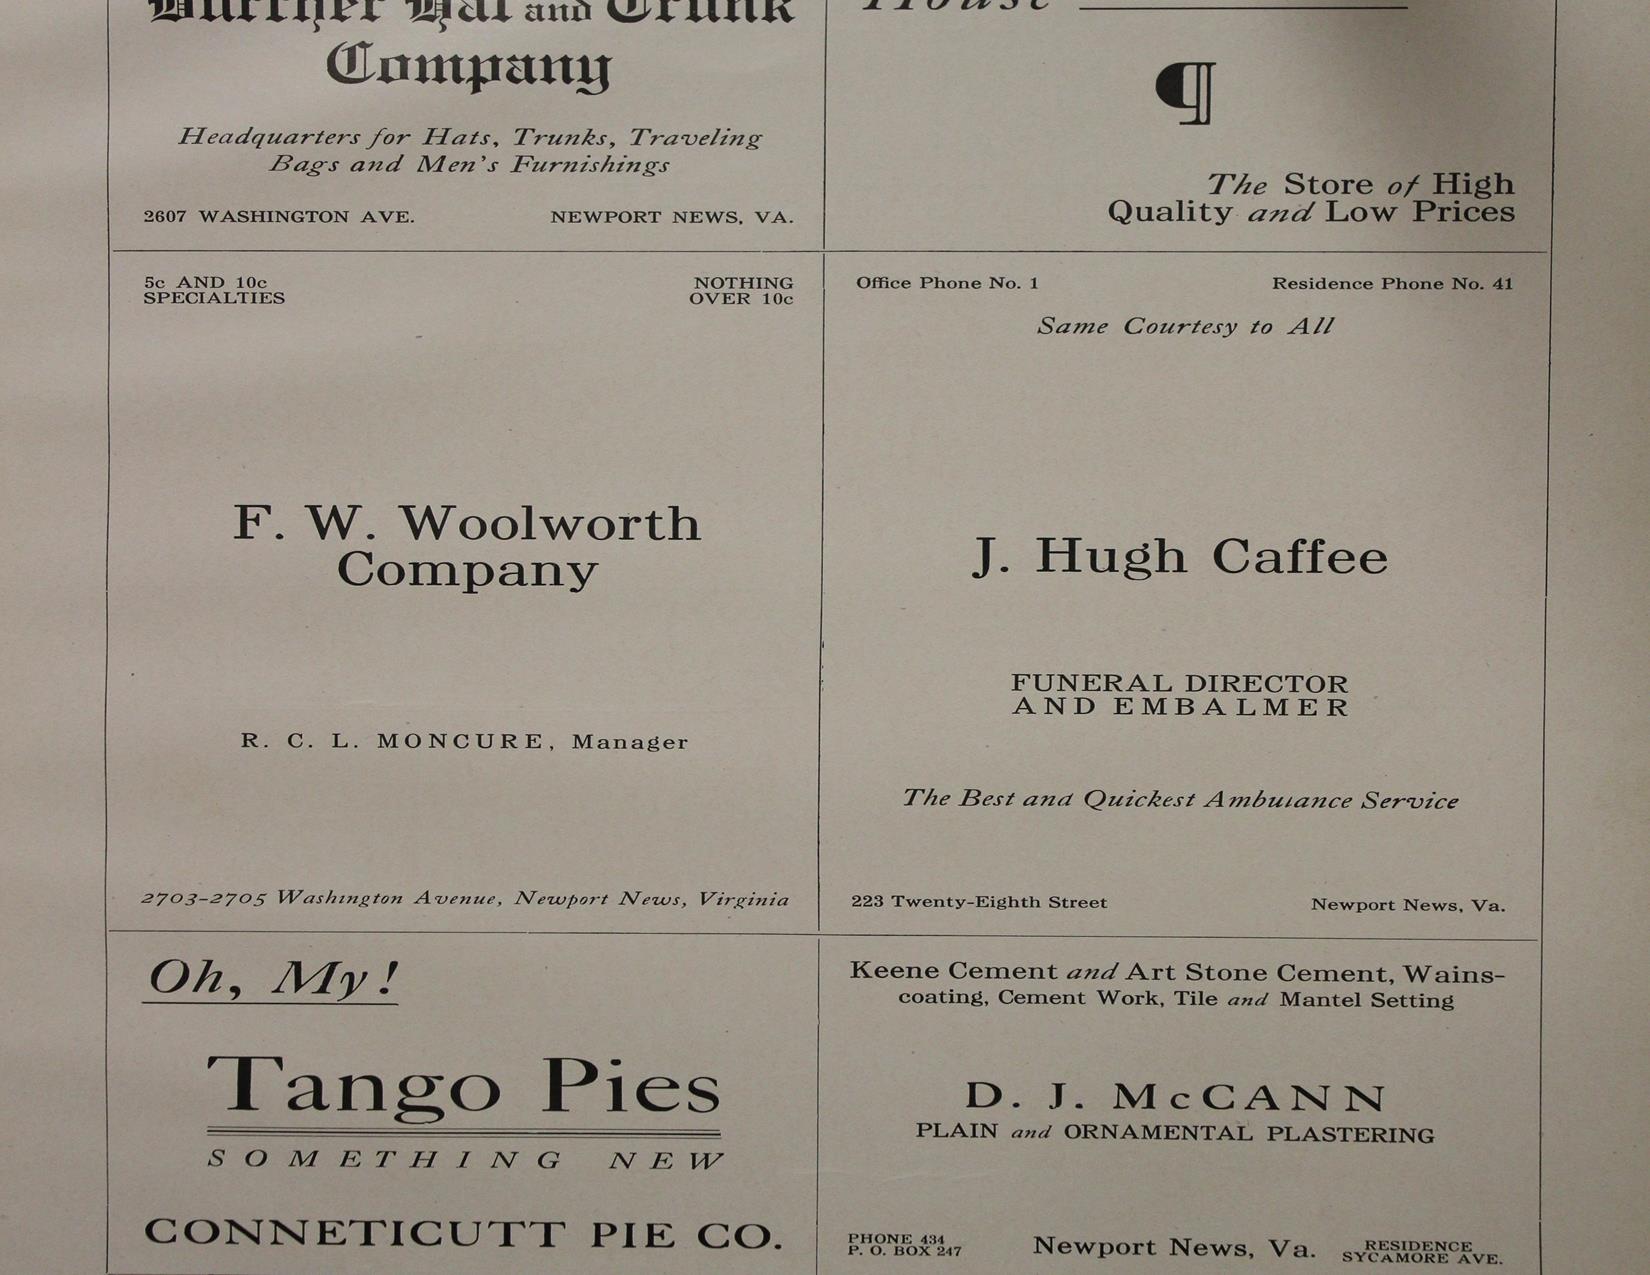 Hat and Trunk
Company
Headquarters for Hats, Trunks, Traveling
Bags and Men's Furnishings
2607 WASHINGTON AVE. NEWPORT NEWS, VA.
House
¶
The Store of High
Quality and Low Prices
5c AND 10c
SPECIALTIES
NOTHING
OVER 10c
F. W. Woolworth
Company
R. C. L. MONCURE, Manager
2703-2705 Washington Avenue, Newport News, Virginia
Office Phone No. 1 Residence Phone No. 41
Same Courtesy to All
J. Hugh Caffee
FUNERAL DIRECTOR
AND EMBALMER
The Best and Quickest Ambulance Service
223 Twenty-Eighth Street Newport News, Va.
Oh, My!
Tango Pies
SOMETHING NEW
CONNETICUTT PIE CO.
Keene Cement and Art Stone Cement, Wains-
coating, Cement Work, Tile and Mantel Setting
D. J. McCANN
PLAIN and ORNAMENTAL PLASTERING
PHONE 434
P. O. BOX 247
Newport News, Va.
RESIDENCE
SYCAMORE AVE.